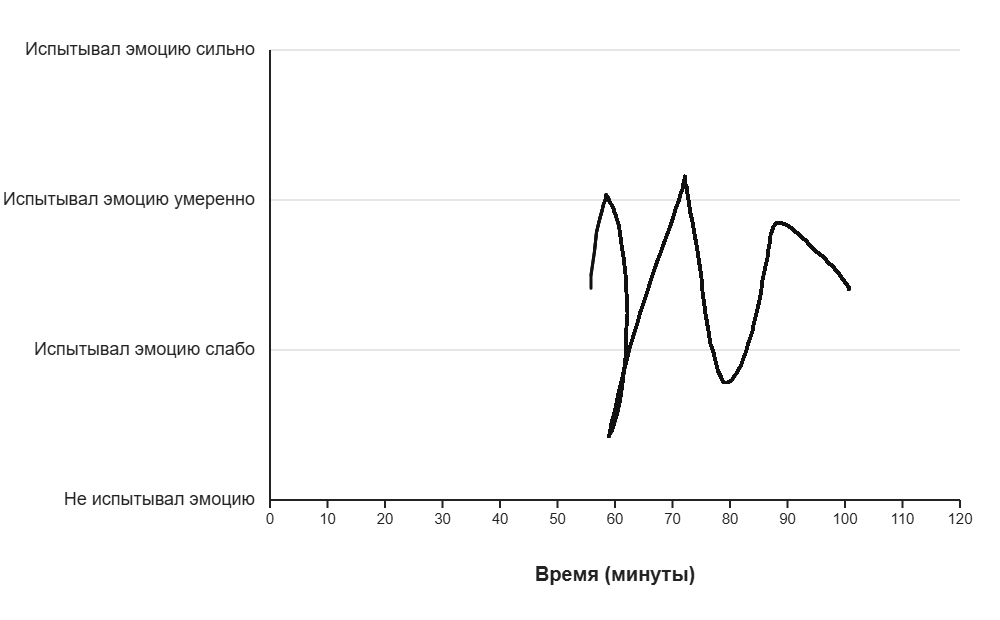 Испытывал эмоцию сильно
Испытывал эмоцию умеренно
Испытывал эмоцию слабо
Не испытывал эмоцию
0 10 20 30 40 50 60 70 80 90 100 110 120
Время (минуты)